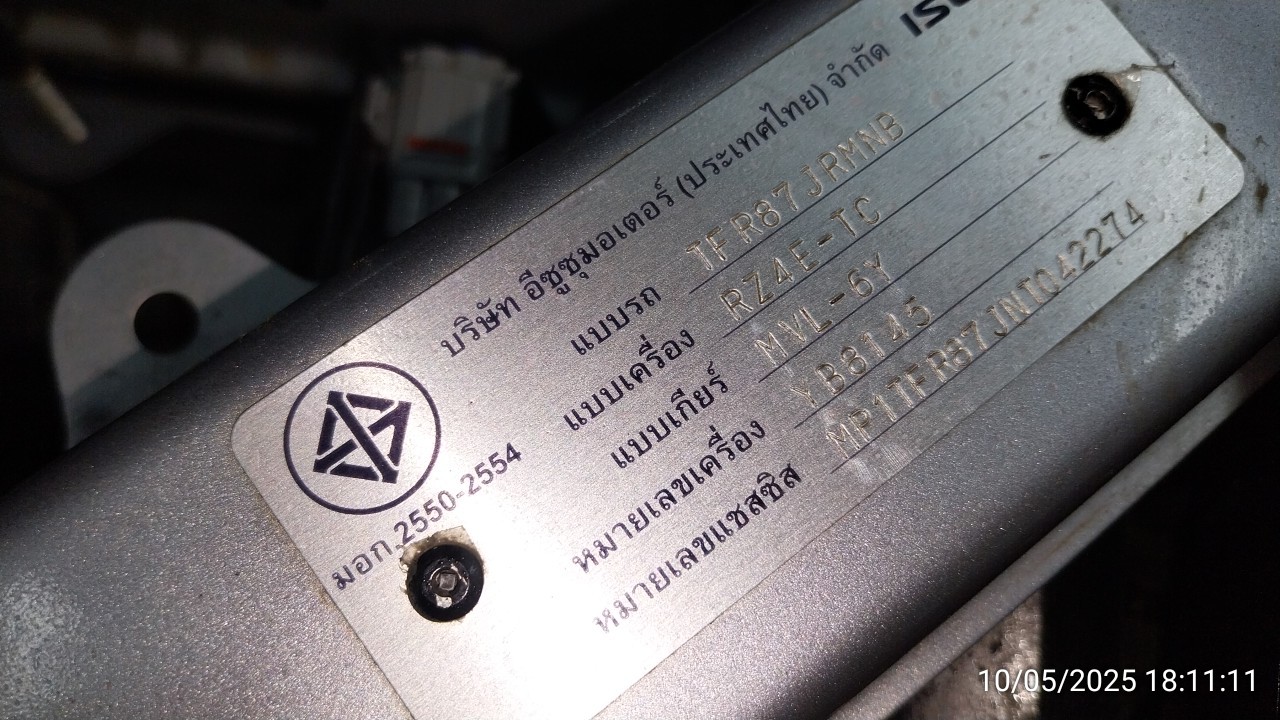 บริษัท อีซูซุมอเตอร์ (ประเทศไทย) จำกัด
แบบรถ TFR87JRMNB
แบบเครื่อง RZ4E-TC
แบบเกียร์ MVL-6Y
หมายเลขเครื่อง YB8145
หมายเลขแชสซิส MP1TFR87JNT042274
มอก.2550-2554
10/05/2025 18:11:11